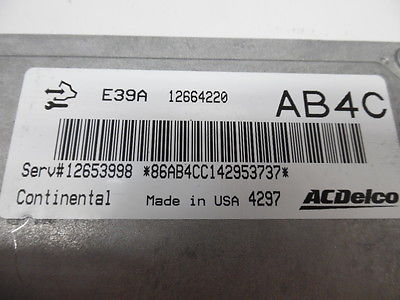 E39A 12664220 AB4C
Serv#12653998 *86AB4CC142953737*
Continental Made in USA 4297 ACDelco